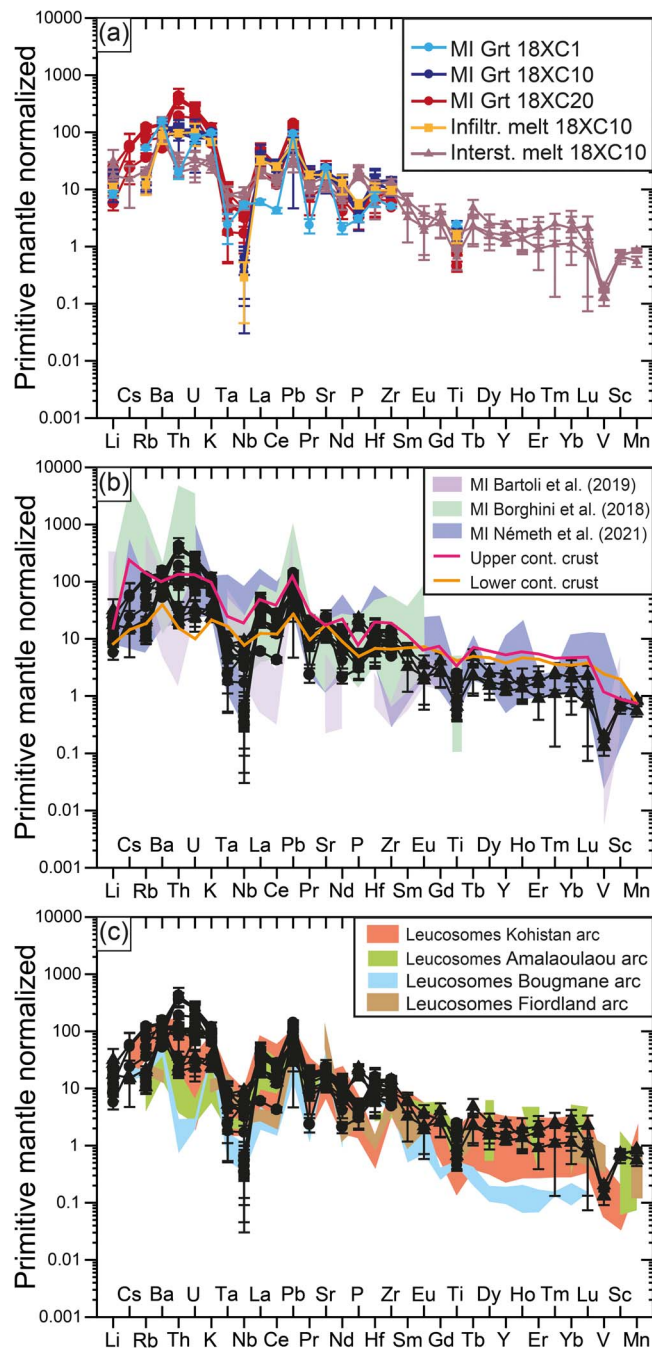 (a)
MI Grt 18XC1
MI Grt 18XC10
MI Grt 18XC20
Infiltr. melt 18XC10
Interst. melt 18XC10
Primitive mantle normalized
10000
1000
100
10
1
0.1
0.01
0.001
Cs Ba U Ta La Pb Sr P Zr Eu Ti Dy Ho Tm Lu Sc
Li Rb Th K Nb Ce Pr Nd Hf Sm Gd Tb Y Er Yb V Mn
(b)
MI Bartoli et al. (2019)
MI Borghini et al. (2018)
MI Németh et al. (2021)
Upper cont. crust
Lower cont. crust
Primitive mantle normalized
10000
1000
100
10
1
0.1
0.01
0.001
Cs Ba U Ta La Pb Sr P Zr Eu Ti Dy Ho Tm Lu Sc
Li Rb Th K Nb Ce Pr Nd Hf Sm Gd Tb Y Er Yb V Mn
(c)
Leucosomes Kohistan arc
Leucosomes Amalaoulaou arc
Leucosomes Bougmane arc
Leucosomes Fiordland arc
Primitive mantle normalized
10000
1000
100
10
1
0.1
0.01
0.001
Cs Ba U Ta La Pb Sr P Zr Eu Ti Dy Ho Tm Lu Sc
Li Rb Th K Nb Ce Pr Nd Hf Sm Gd Tb Y Er Yb V Mn